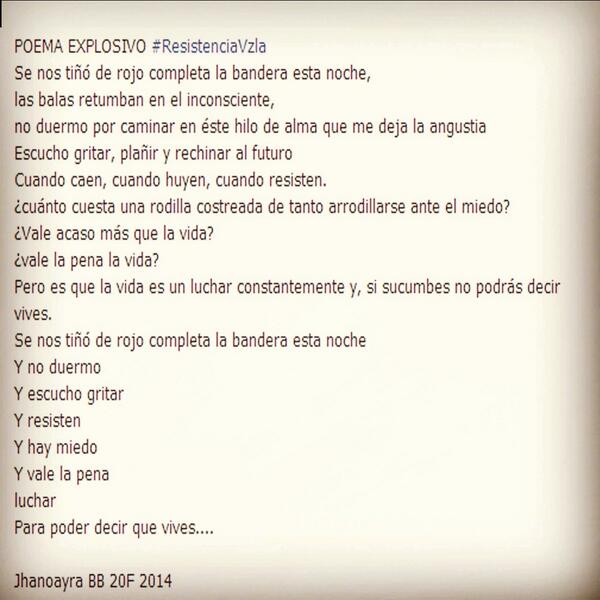 POEMA EXPLOSIVO #ResistenciaVzla
Se nos tiñó de rojo completa la bandera esta noche,
las balas retumban en el inconsciente,
no duermo por caminar en éste hilo de alma que me deja la angustia
Escucho gritar, plañir y rechinar al futuro
Cuando caen, cuando huyen, cuando resisten.
¿cuánto cuesta una rodilla costreada de tanto arrodillarse ante el miedo?
¿Vale acaso más que la vida?
¿vale la pena la vida?
Pero es que la vida es un luchar constantemente y, si sucumbes no podrás decir
vives.
Se nos tiñó de rojo completa la bandera esta noche
Y no duermo
Y escucho gritar
Y resisten
Y hay miedo
Y vale la pena
luchar
Para poder decir que vives....
Jhanoayra BB 20F 2014